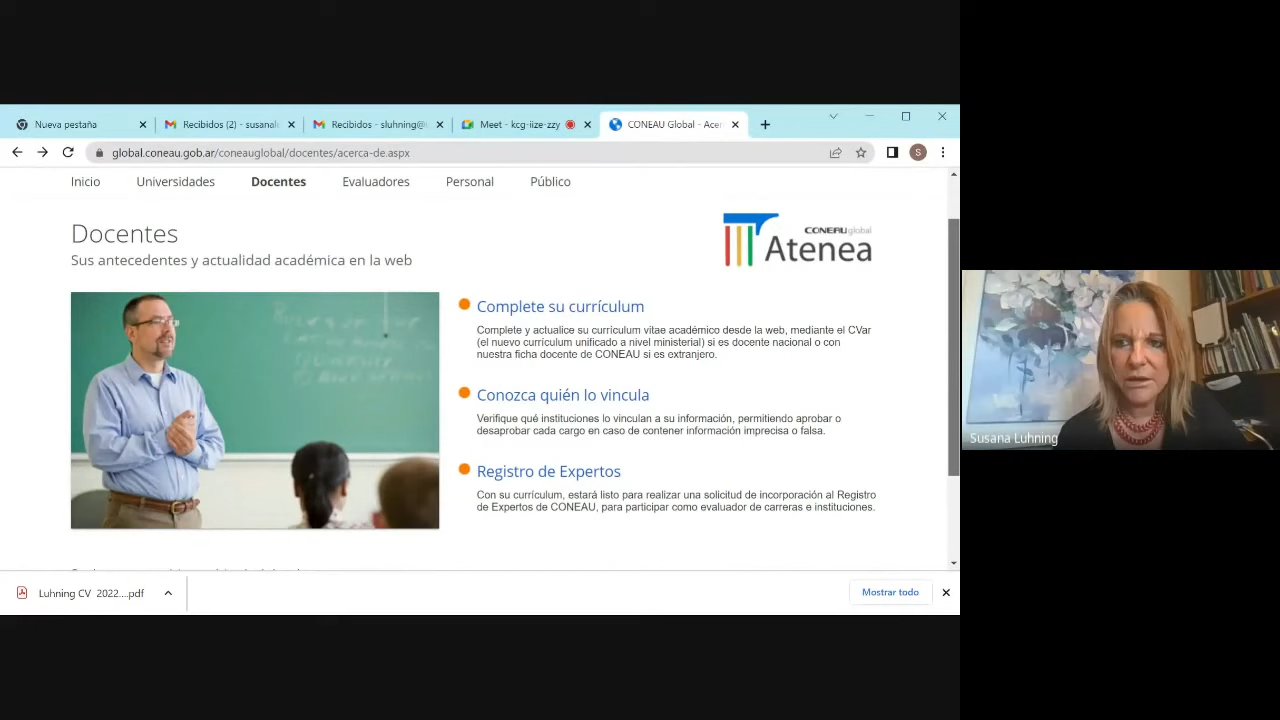 Nueva pestaña
Recibidos (2) - susanal
Recibidos - sluhning@
Meet - kcg-iize-zzy
CONEAU Global - Acer
global.coneau.gob.ar/coneauglobal/docentes/acerca-de.aspx
S
Inicio Universidades Docentes Evaluadores Personal Público
Docentes
Sus antecedentes y actualidad académica en la web
CONEAU global
Atenea
Complete su currículum
Complete y actualice su currículum vitae académico desde la web, mediante el CVar
(el nuevo currículum unificado a nivel ministerial) si es docente nacional o con
nuestra ficha docente de CONEAU si es extranjero.
Conozca quién lo vincula
Verifique qué instituciones lo vinculan a su información, permitiendo aprobar o
desaprobar cada cargo en caso de contener información imprecisa o falsa.
Registro de Expertos
Con su currículum, estará listo para realizar una solicitud de incorporación al Registro
de Expertos de CONEAU, para participar como evaluador de carreras e instituciones.
Luhning CV 2022....pdf
Mostrar todo
Susana Luhning